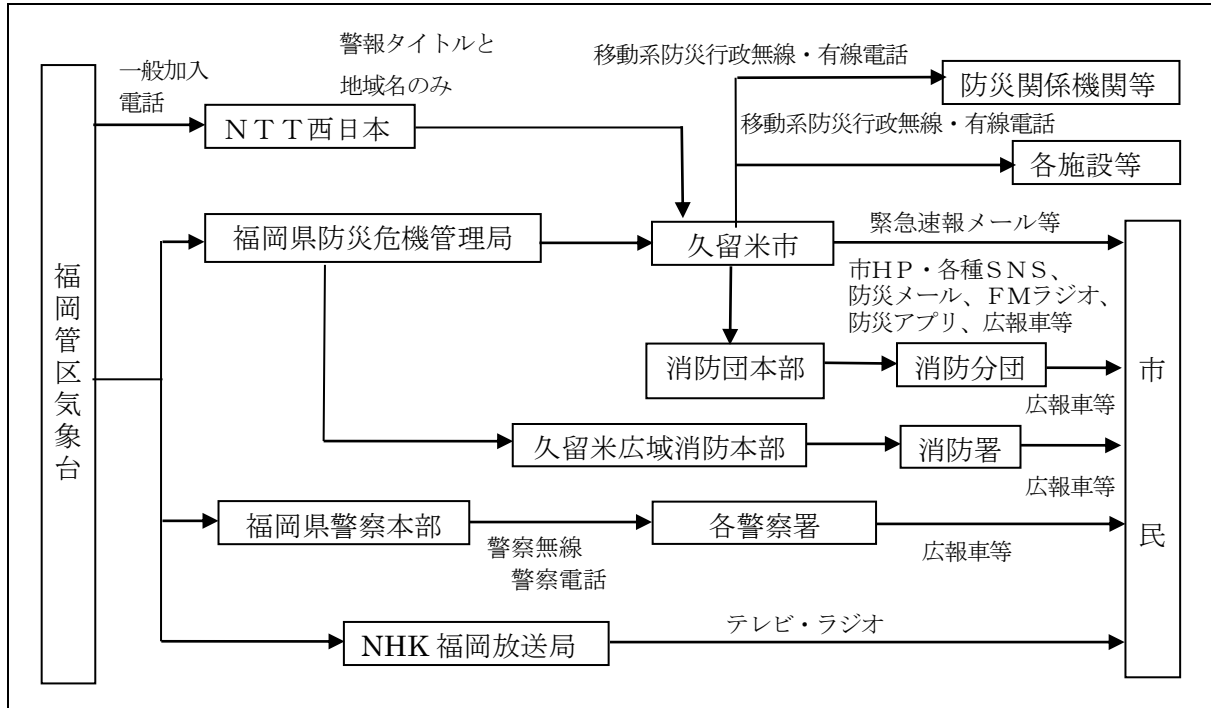 警報タイトルと
地域名のみ
一般加入
電話
移動系防災行政無線・有線電話
防災関係機関等
ＮＴＴ西日本
移動系防災行政無線・有線電話
各施設等
福岡管区気象台
福岡県防災危機管理局
久留米市
緊急速報メール等
市ＨＰ・各種ＳＮＳ、
防災メール、ＦＭラジオ、
防災アプリ、広報車等
消防団本部
消防分団
広報車等
市民
久留米広域消防本部
消防署
広報車等
福岡県警察本部
警察無線
警察電話
各警察署
広報車等
NHK 福岡放送局
テレビ・ラジオ